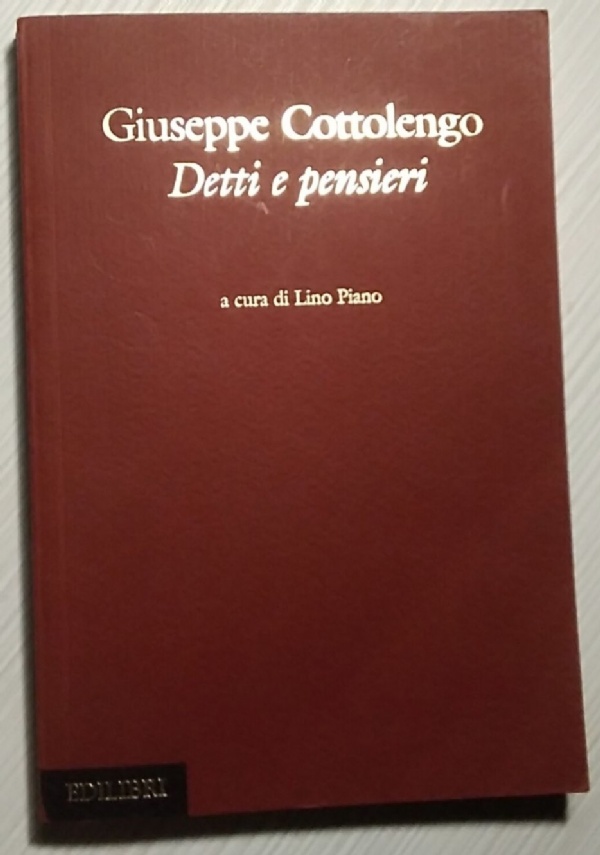 Giuseppe Cottolengo
Detti e pensieri
a cura di Lino Piano
EDILIBRI